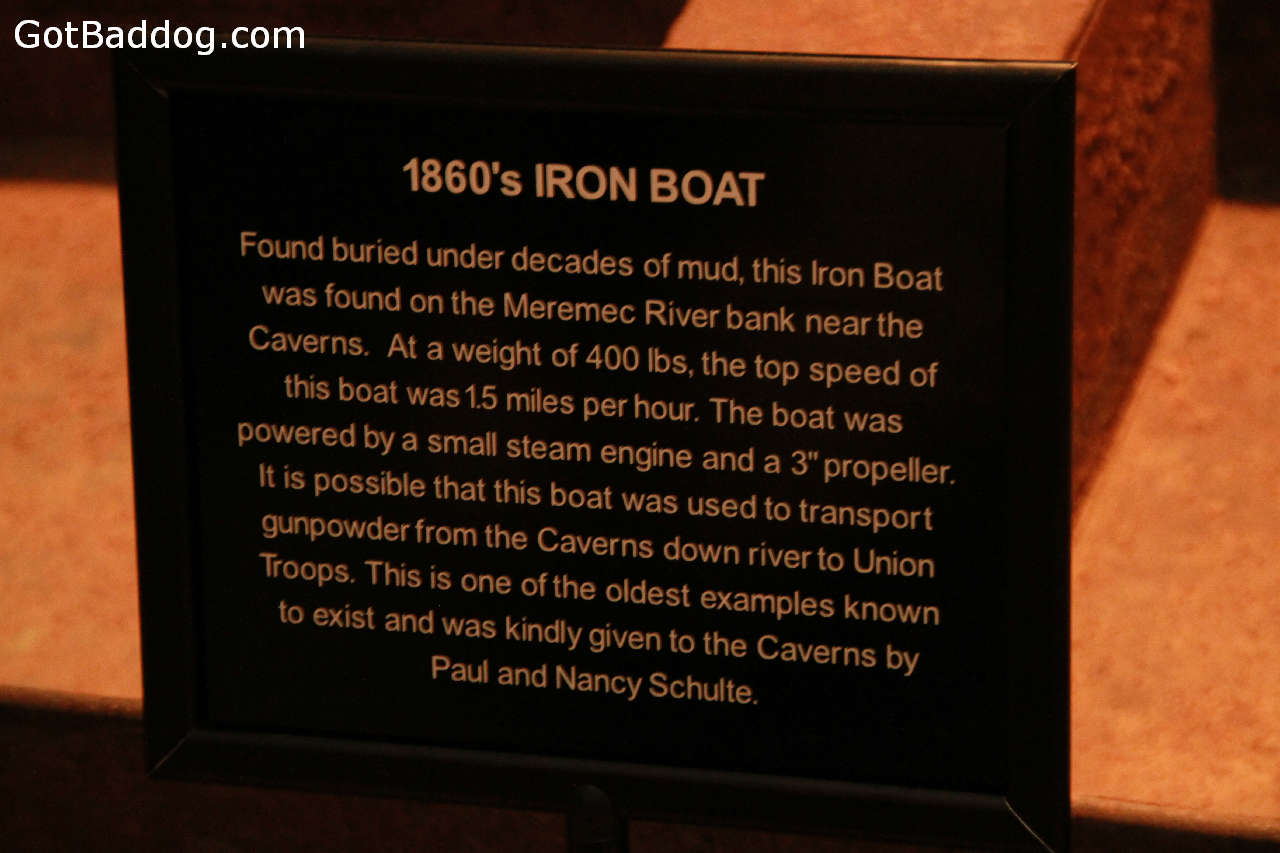 GotBaddog.com
1860's IRON BOAT
Found buried under decades of mud, this Iron Boat
was found on the Meremec River bank near the
Caverns. At a weight of 400 lbs, the top speed of
this boat was 1.5 miles per hour. The boat was
powered by a small steam engine and a 3" propeller.
It is possible that this boat was used to transport
gunpowder from the Caverns down river to Union
Troops. This is one of the oldest examples known
to exist and was kindly given to the Caverns by
Paul and Nancy Schulte.